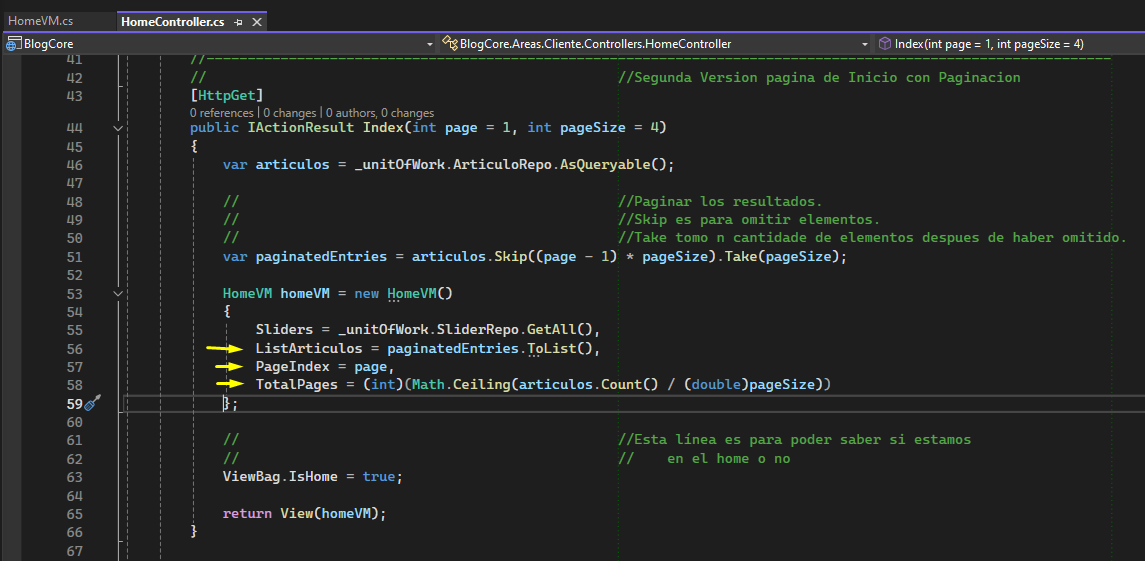 HomeVM.cs HomeController.cs
BlogCore BlogCore.Areas.Cliente.Controllers.HomeController Index(int page = 1, int pageSize = 4)
41 //--------------------------------------------------------------------------------------------------------------
42 // //Segunda Version pagina de Inicio con Paginacion
43 [HttpGet]
0 references | 0 changes | 0 authors, 0 changes
44 public IActionResult Index(int page = 1, int pageSize = 4)
45 {
46 var articulos = _unitOfWork.ArticuloRepo.AsQueryable();
47
48 // //Paginar los resultados.
49 // //Skip es para omitir elementos.
50 // //Take tomo n cantidade de elementos despues de haber omitido.
51 var paginatedEntries = articulos.Skip((page - 1) * pageSize).Take(pageSize);
52
53 HomeVM homeVM = new HomeVM()
54 {
55 Sliders = _unitOfWork.SliderRepo.GetAll(),
56 ListArticulos = paginatedEntries.ToList(),
57 PageIndex = page,
58 TotalPages = (int)(Math.Ceiling(articulos.Count() / (double)pageSize))
59 };
60
61 // //Esta línea es para poder saber si estamos
62 // // en el home o no
63 ViewBag.IsHome = true;
64
65 return View(homeVM);
66 }
67